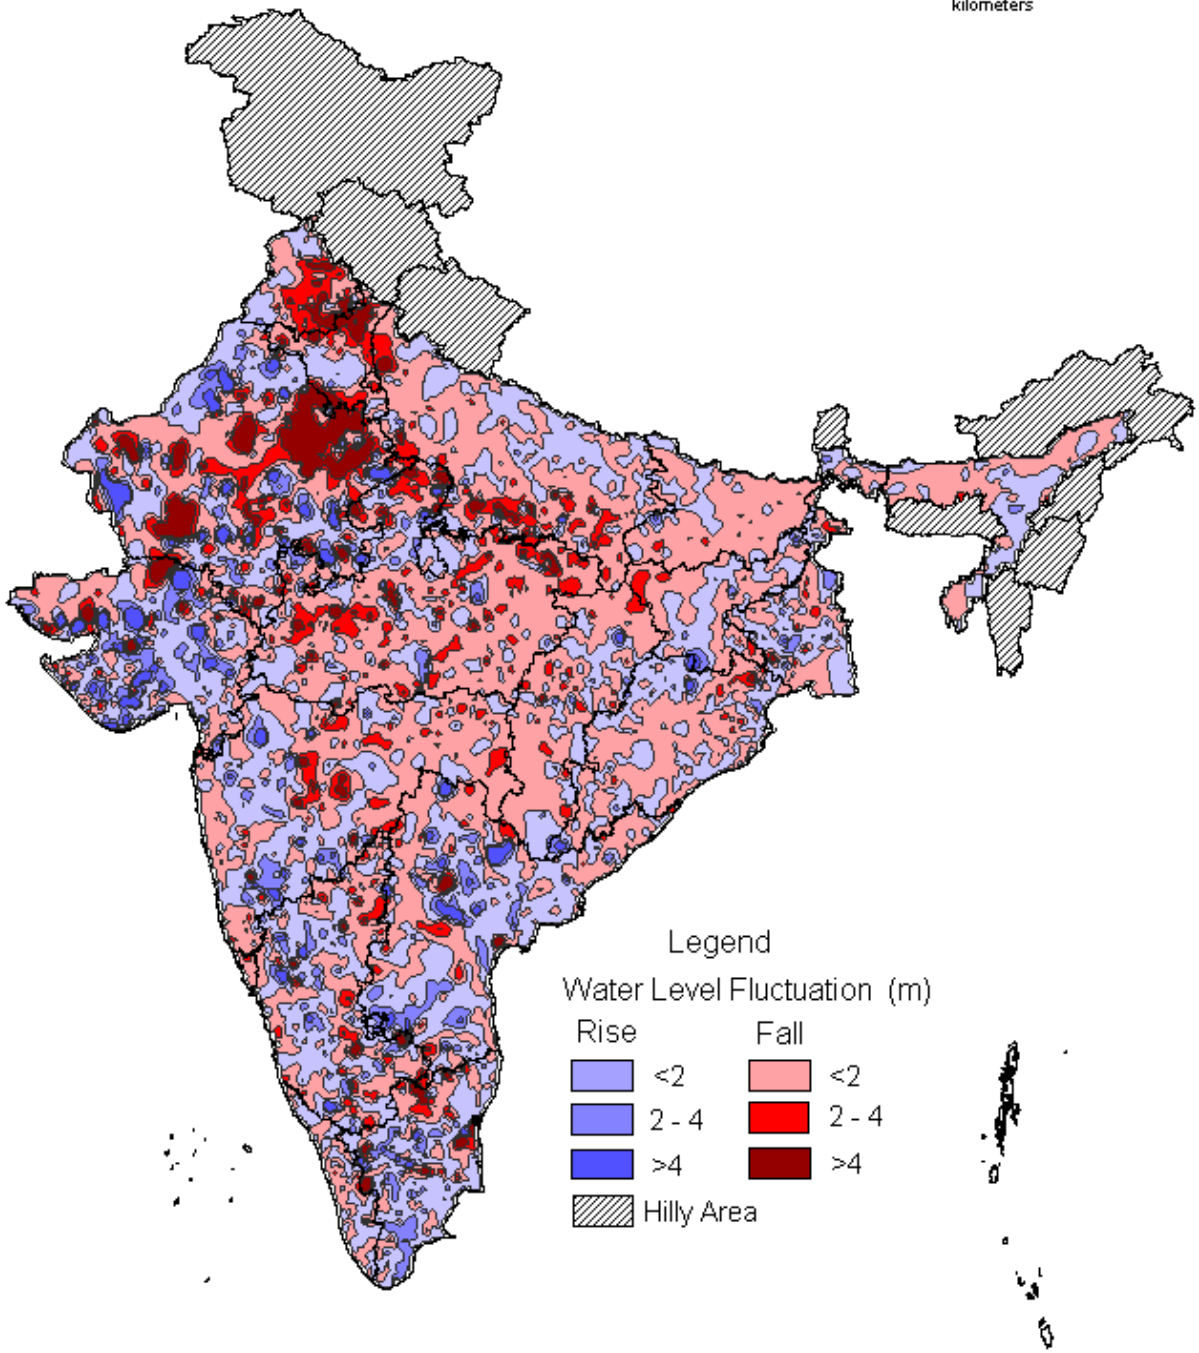 kilometers
Legend
Water Level Fluctuation (m)
Rise Fall
<2 <2
2 - 4 2 - 4
>4 >4
Hilly Area